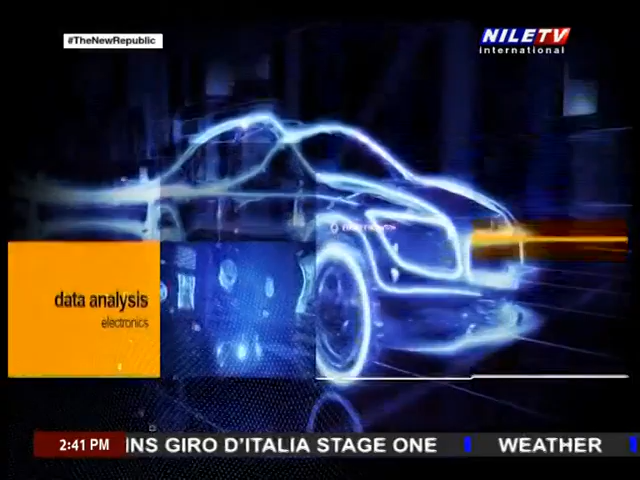 #TheNewRepublic
NILETV
international
data analysis
electronics
2:41 PM
INS GIRO D'ITALIA STAGE ONE
WEATHER